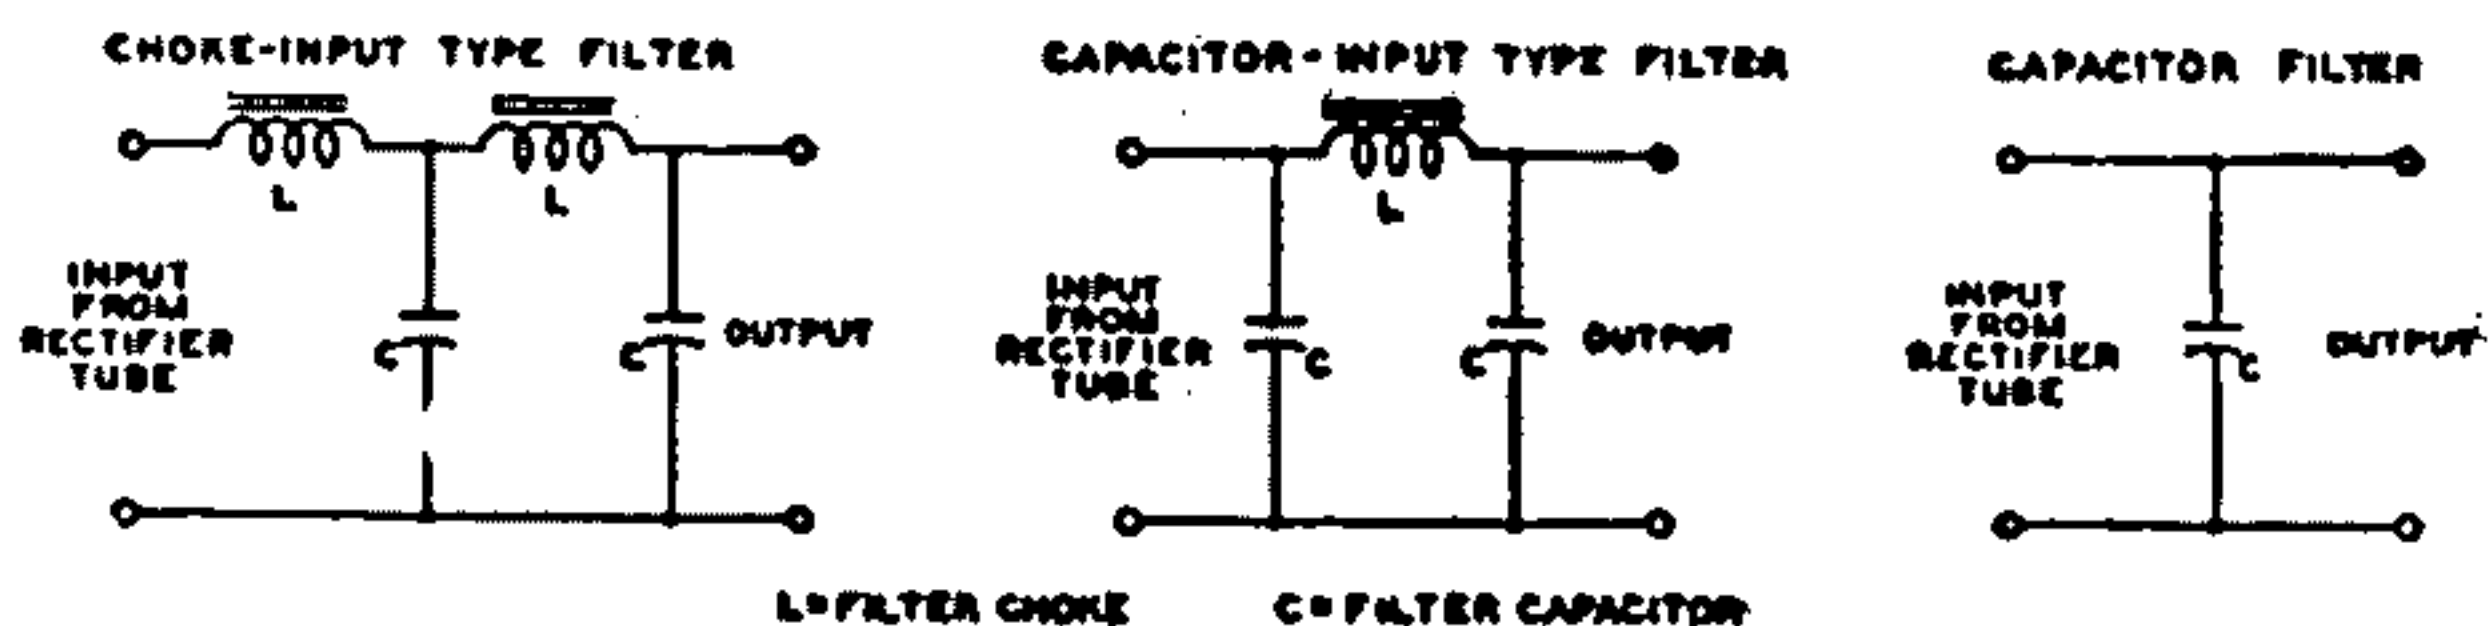 CHOKE-INPUT TYPE FILTER
L
L
INPUT
FROM
RECTIFIER
TUBE
C
C
OUTPUT
CAPACITOR-INPUT TYPE FILTER
L
INPUT
FROM
RECTIFIER
TUBE
C
C
OUTPUT
CAPACITOR FILTER
INPUT
FROM
RECTIFIER
TUBE
C
OUTPUT
L=FILTER CHOKE
C=FILTER CAPACITOR